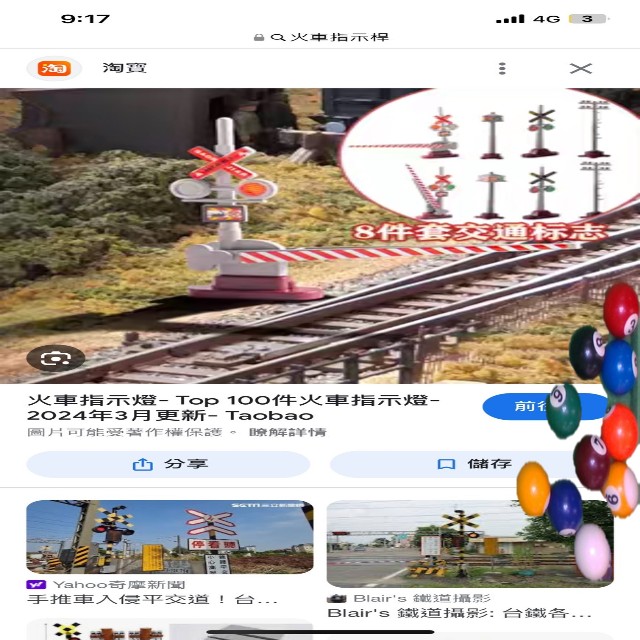 9:17
4G 3
火車指示桿
淘 淘寶
8件套交通标志
火車指示燈- Top 100件火車指示燈-
2024年3月更新- Taobao
前往
圖片可能受著作權保護。 瞭解詳情
分享
儲存
停看聽
Yahoo奇摩新聞
手推車入侵平交道！台...
Blair's 鐵道攝影
Blair's 鐵道攝影: 台鐵各...